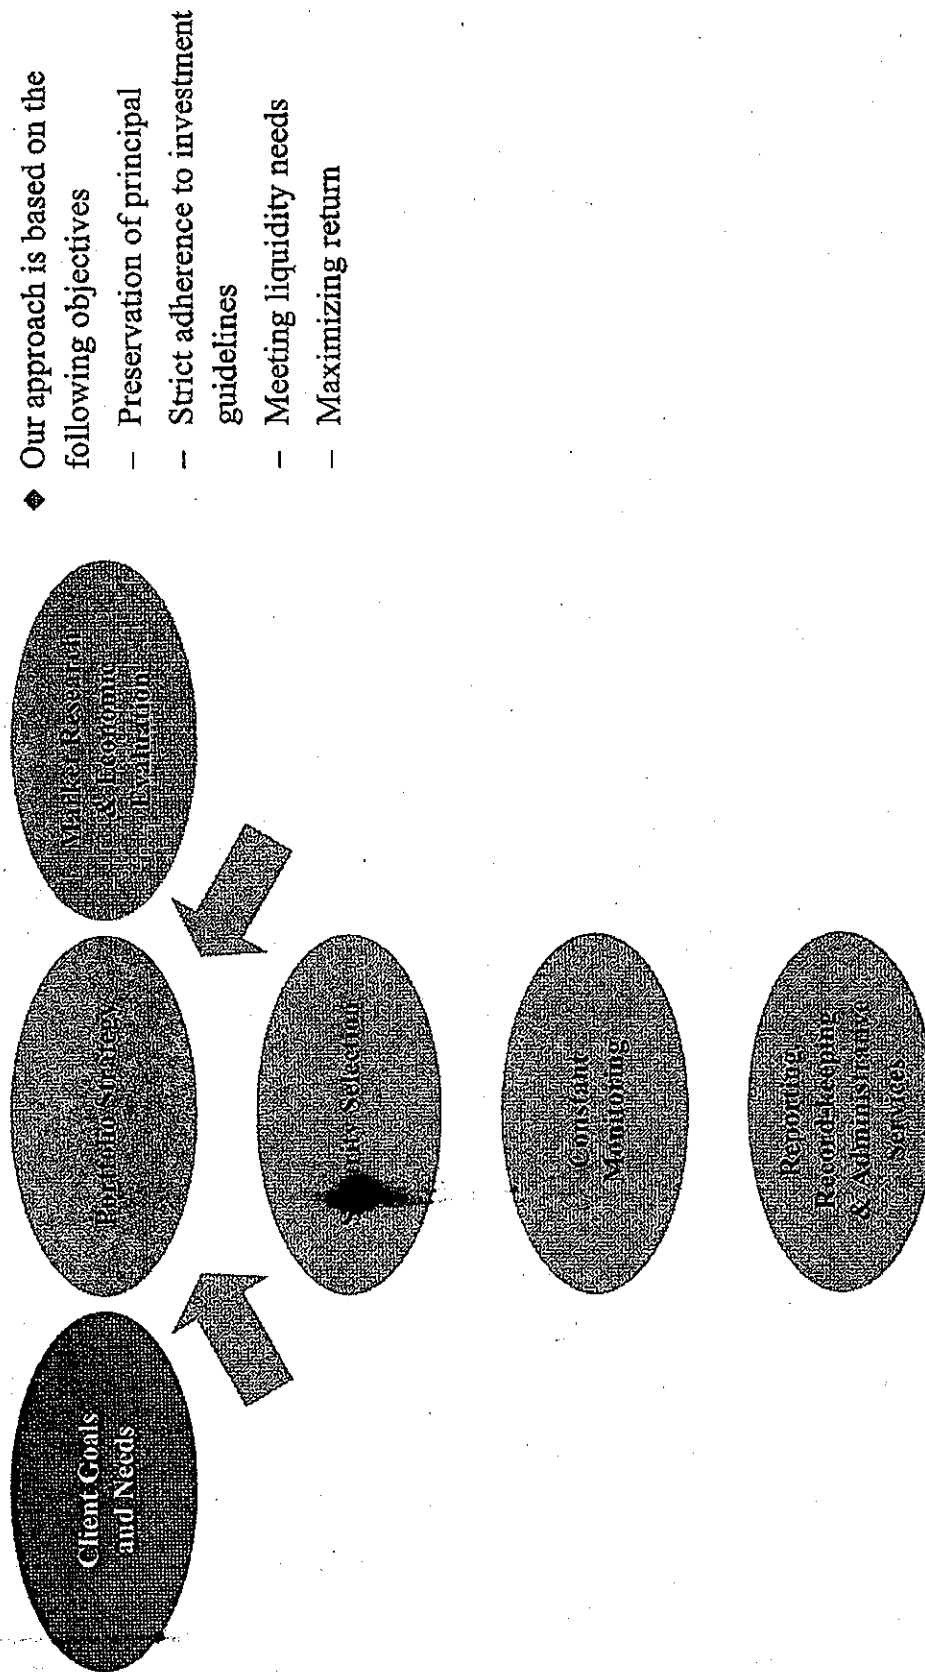 Client Goals
and Needs
Portfolio Strategy
Market Research
& Economic
Evaluation
Security Selection
Constant
Monitoring
Reporting
Record-keeping
& Administrative
Services
◆ Our approach is based on the
following objectives
– Preservation of principal
– Strict adherence to investment
guidelines
– Meeting liquidity needs
– Maximizing return